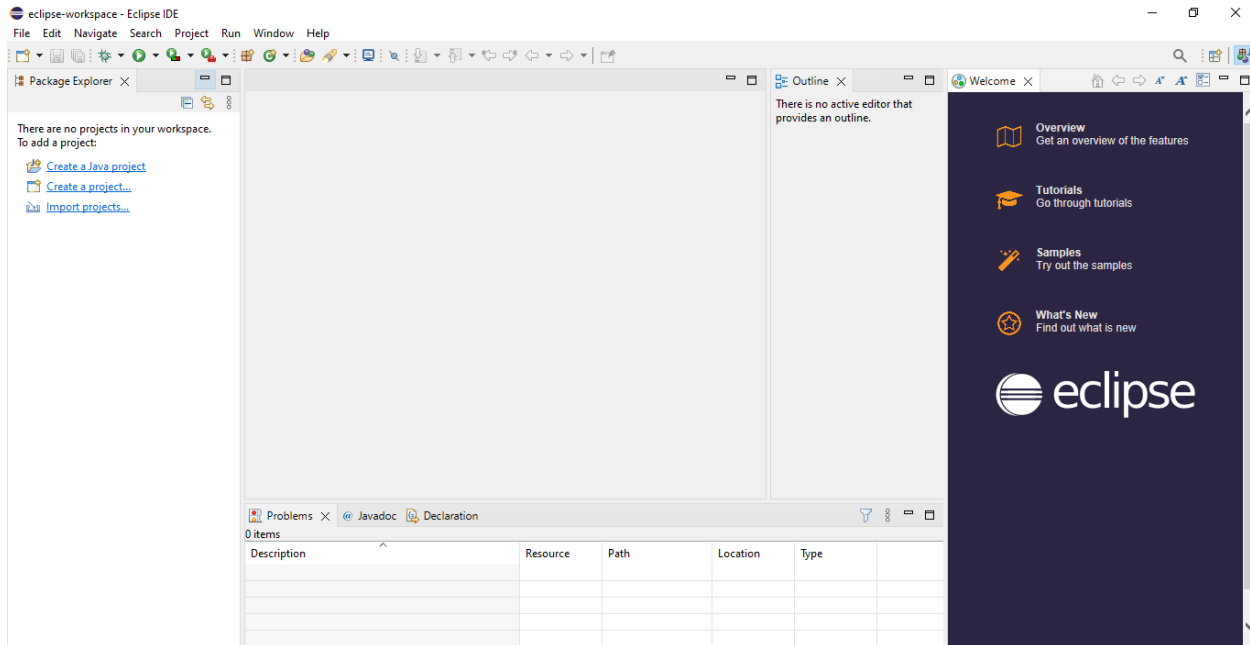 eclipse-workspace - Eclipse IDE
File Edit Navigate Search Project Run Window Help
Package Explorer
There are no projects in your workspace.
To add a project:
Create a Java project
Create a project...
Import projects...
Outline
There is no active editor that
provides an outline.
Welcome
Overview
Get an overview of the features
Tutorials
Go through tutorials
Samples
Try out the samples
What's New
Find out what is new
eclipse
Problems @ Javadoc Declaration
0 items
Description Resource Path Location Type